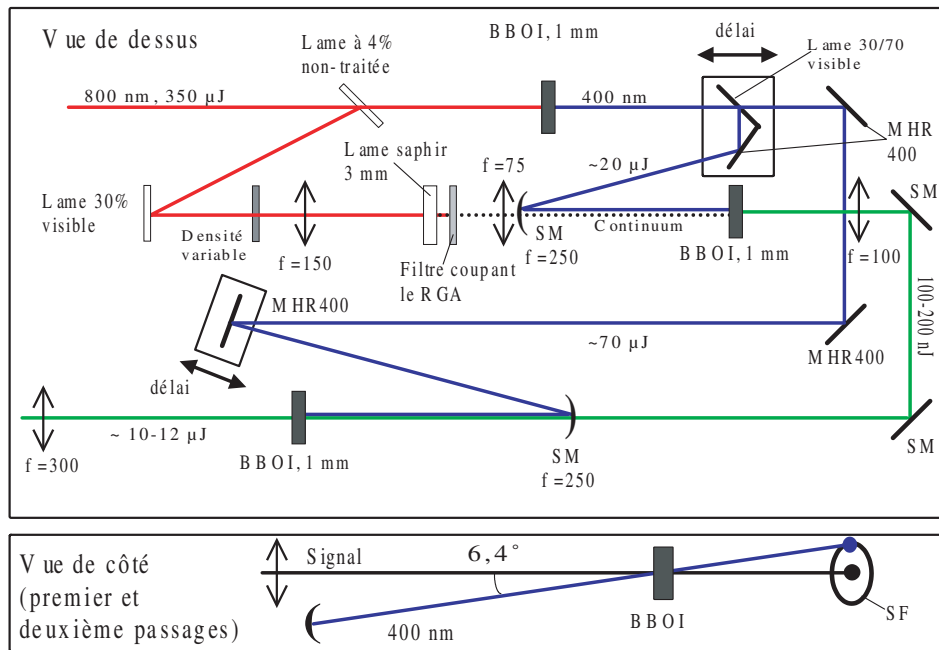 Vue de dessus
Lame à 4%
non-traitée
BBOI, 1 mm
délai
Lame 30/70
visible
800 nm, 350 µJ
400 nm
MHR
400
Lame saphir
3 mm
f=75
~20 µJ
SM
Lame 30%
visible
Densité
variable
f=150
Filtre coupant
le RGA
SM
f=250
Continuum
BBOI, 1 mm
f=100
MHR400
~70 µJ
MHR400
100-200 nJ
délai
~ 10-12 µJ
f=300
BBOI, 1 mm
SM
f=250
SM
Vue de côté
(premier et
deuxième passages)
Signal
6,4°
400 nm
BBOI
SF